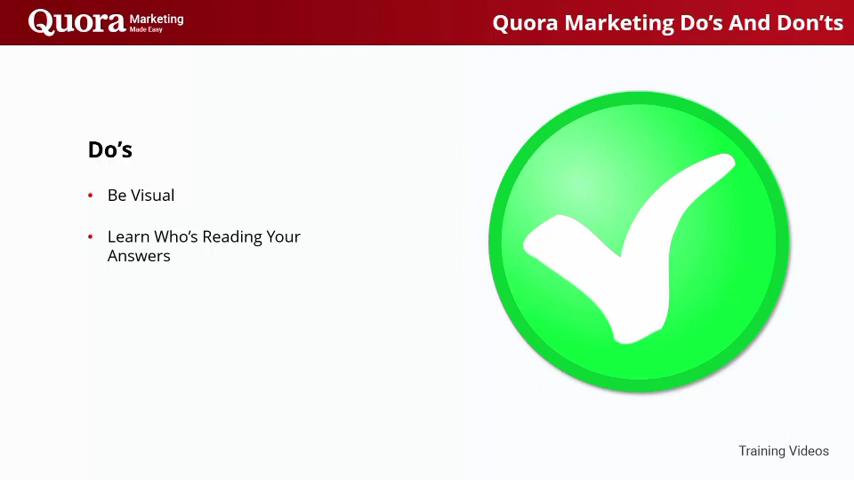 Quora Marketing
Made Easy
Quora Marketing Do's And Don'ts
Do's
• Be Visual
• Learn Who's Reading Your
Answers
Training Videos